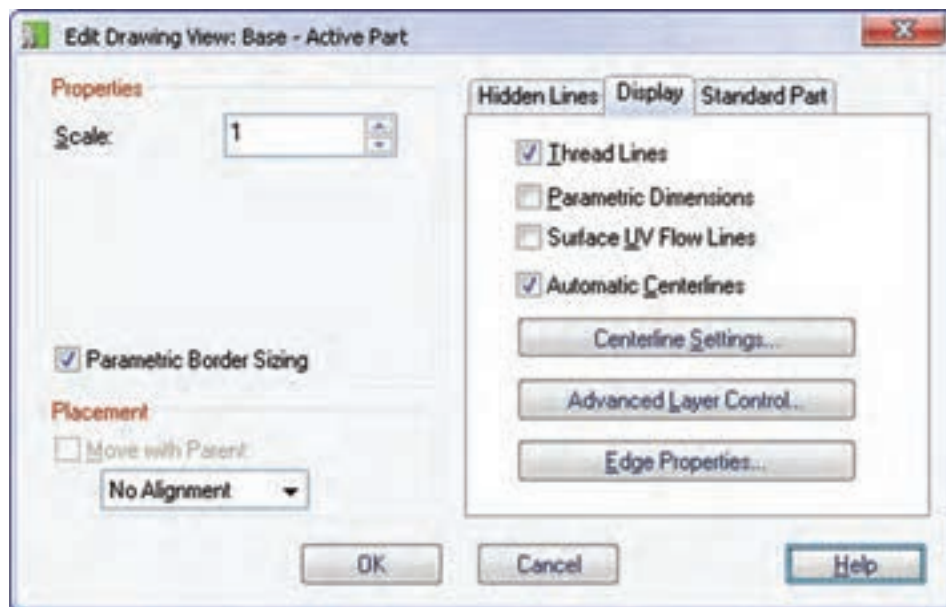 Edit Drawing View: Base - Active Part
Properties
Scale:
1
Parametric Border Sizing
Placement
Move with Parent
No Alignment
Hidden Lines
Display
Standard Part
Thread Lines
Parametric Dimensions
Surface UV Flow Lines
Automatic Centerlines
Centerline Settings...
Advanced Layer Control...
Edge Properties...
OK
Cancel
Help